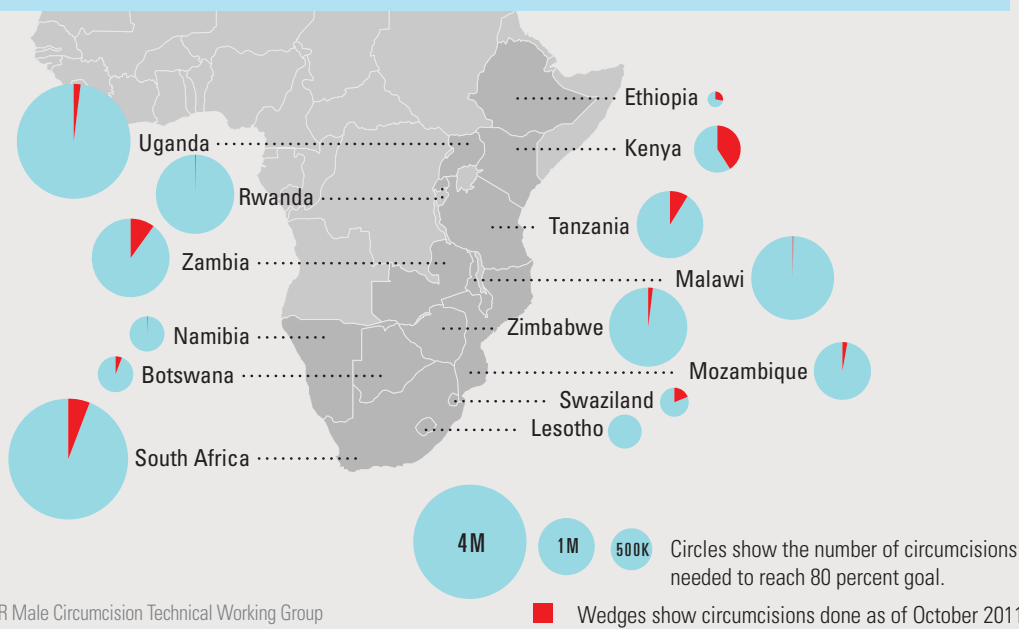 Ethiopia
Uganda
Kenya
Rwanda
Tanzania
Zambia
Malawi
Namibia
Zimbabwe
Botswana
Mozambique
Swaziland
Lesotho
South Africa
4M
1M
500K
Circles show the number of circumcisions
needed to reach 80 percent goal.
R Male Circumcision Technical Working Group
Wedges show circumcisions done as of October 2011